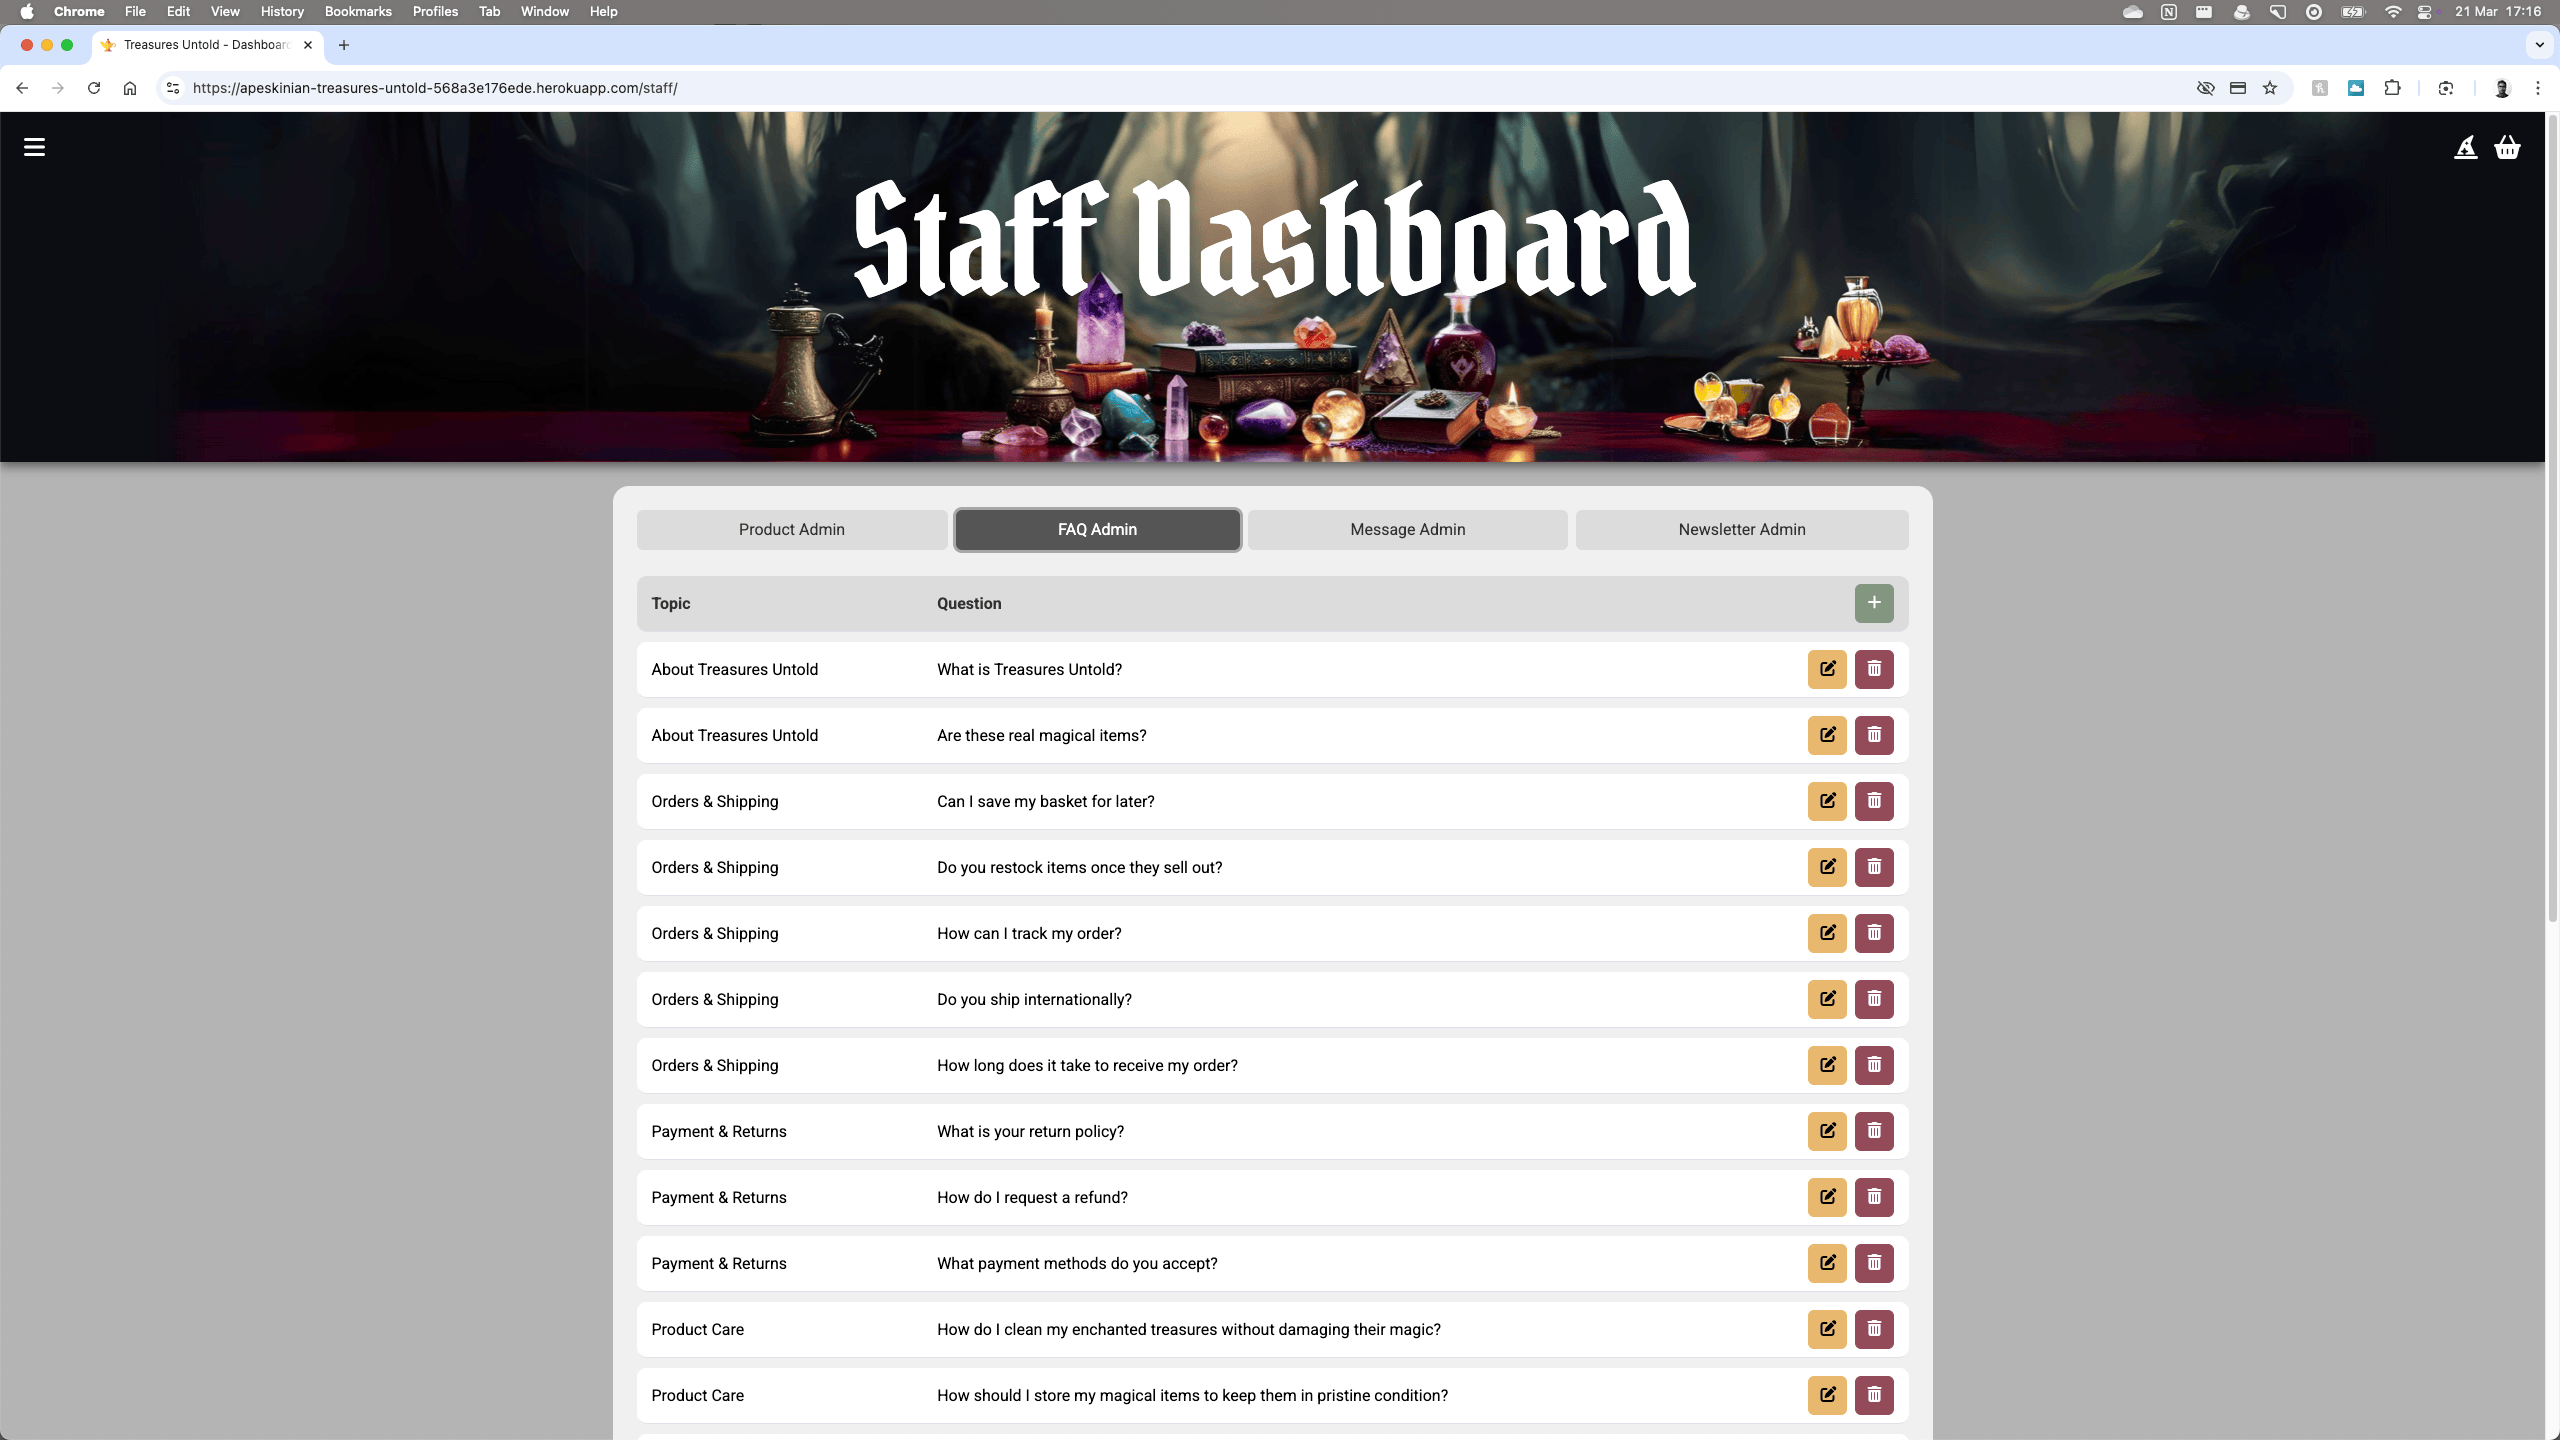 Chrome File Edit View History Bookmarks Profiles Tab Window Help 21 Mar 17:16
Treasures Untold - Dashboar
https://apeskinian-treasures-untold-568a3e176ede.herokuapp.com/staff/
Staff Dashboard
Product Admin FAQ Admin Message Admin Newsletter Admin
Topic Question
About Treasures Untold What is Treasures Untold?
About Treasures Untold Are these real magical items?
Orders & Shipping Can I save my basket for later?
Orders & Shipping Do you restock items once they sell out?
Orders & Shipping How can I track my order?
Orders & Shipping Do you ship internationally?
Orders & Shipping How long does it take to receive my order?
Payment & Returns What is your return policy?
Payment & Returns How do I request a refund?
Payment & Returns What payment methods do you accept?
Product Care How do I clean my enchanted treasures without damaging their magic?
Product Care How should I store my magical items to keep them in pristine condition?